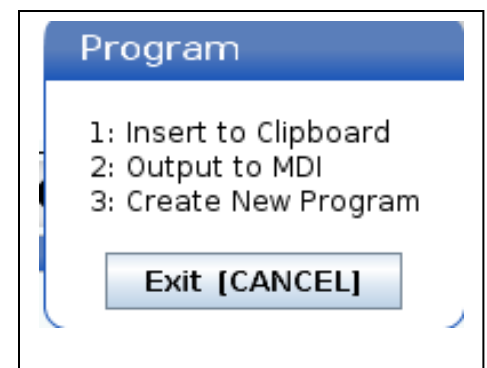 Program
1: Insert to Clipboard
2: Output to MDI
3: Create New Program
Exit [CANCEL]